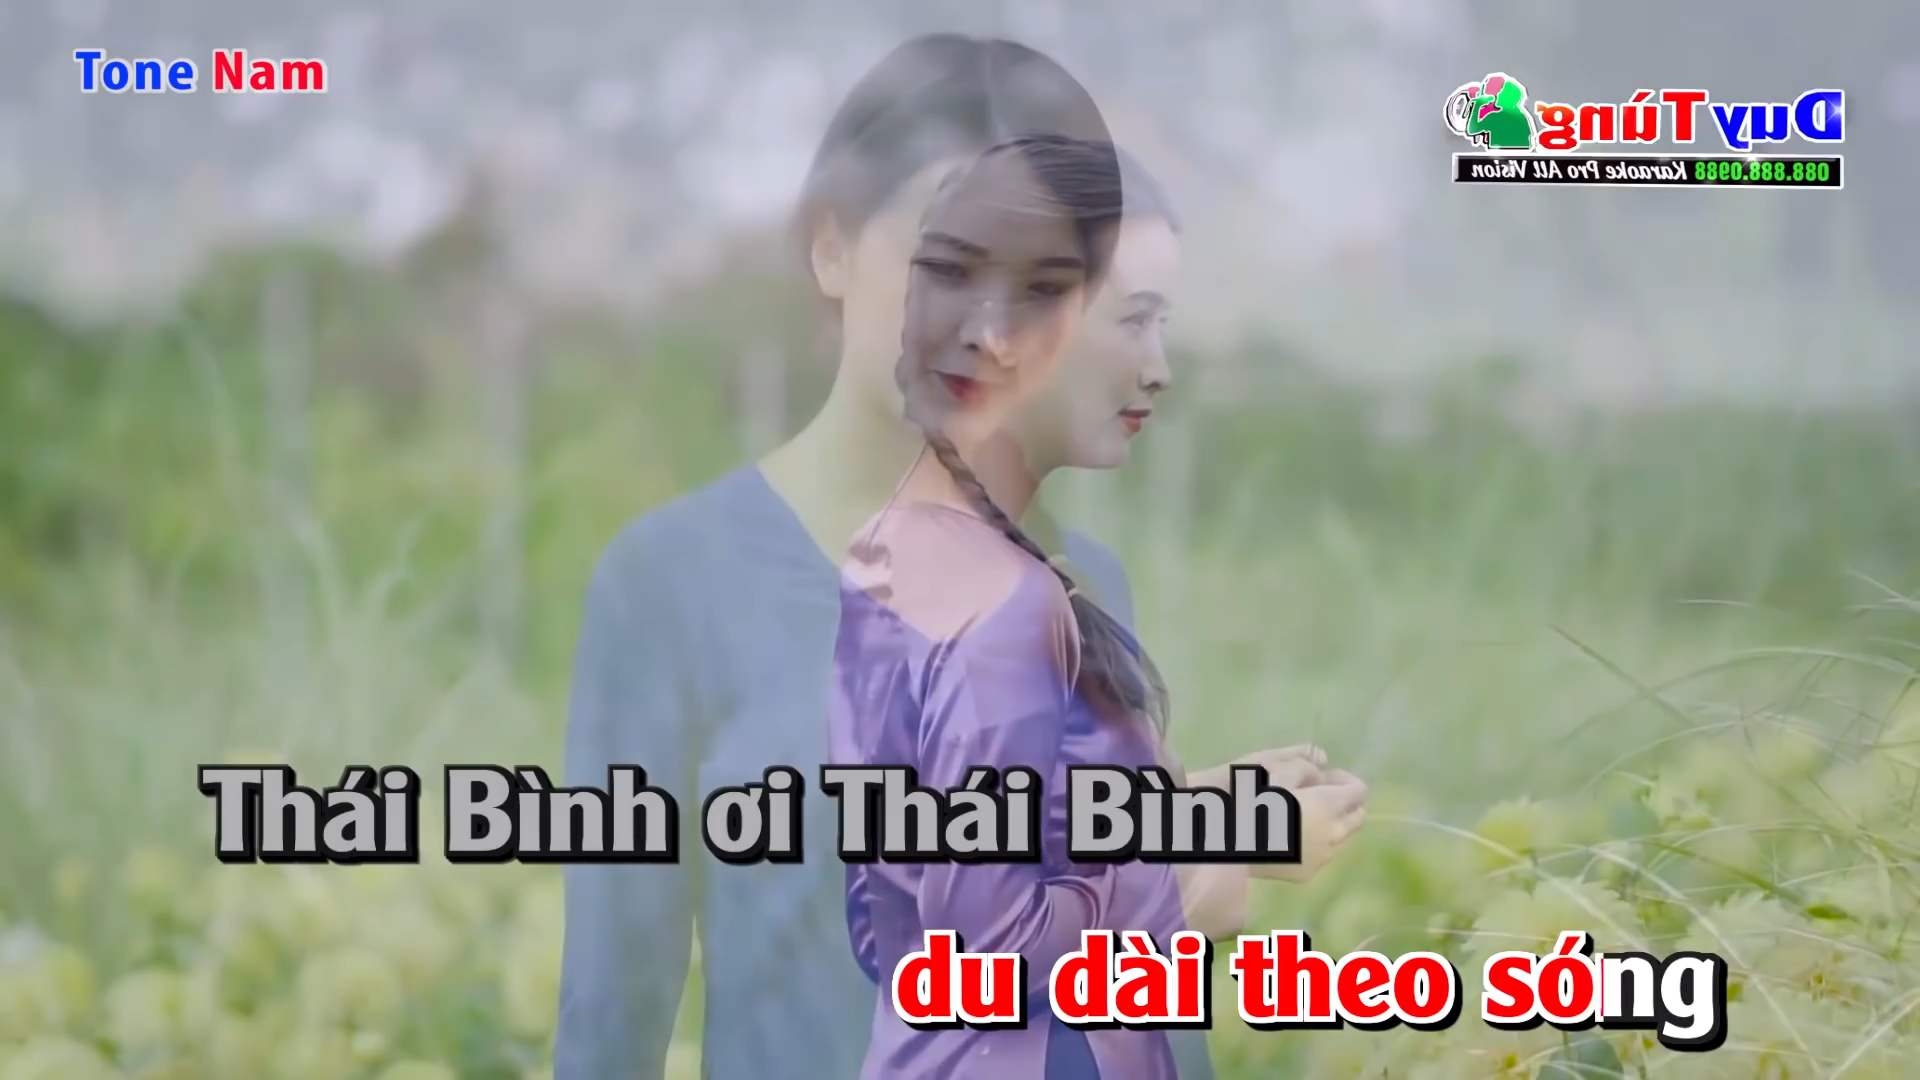 Tone Nam
Duy Tùng
088.888.0988 Karaoke Pro All Vision
Thái Bình ơi Thái Bình
du dài theo sóng